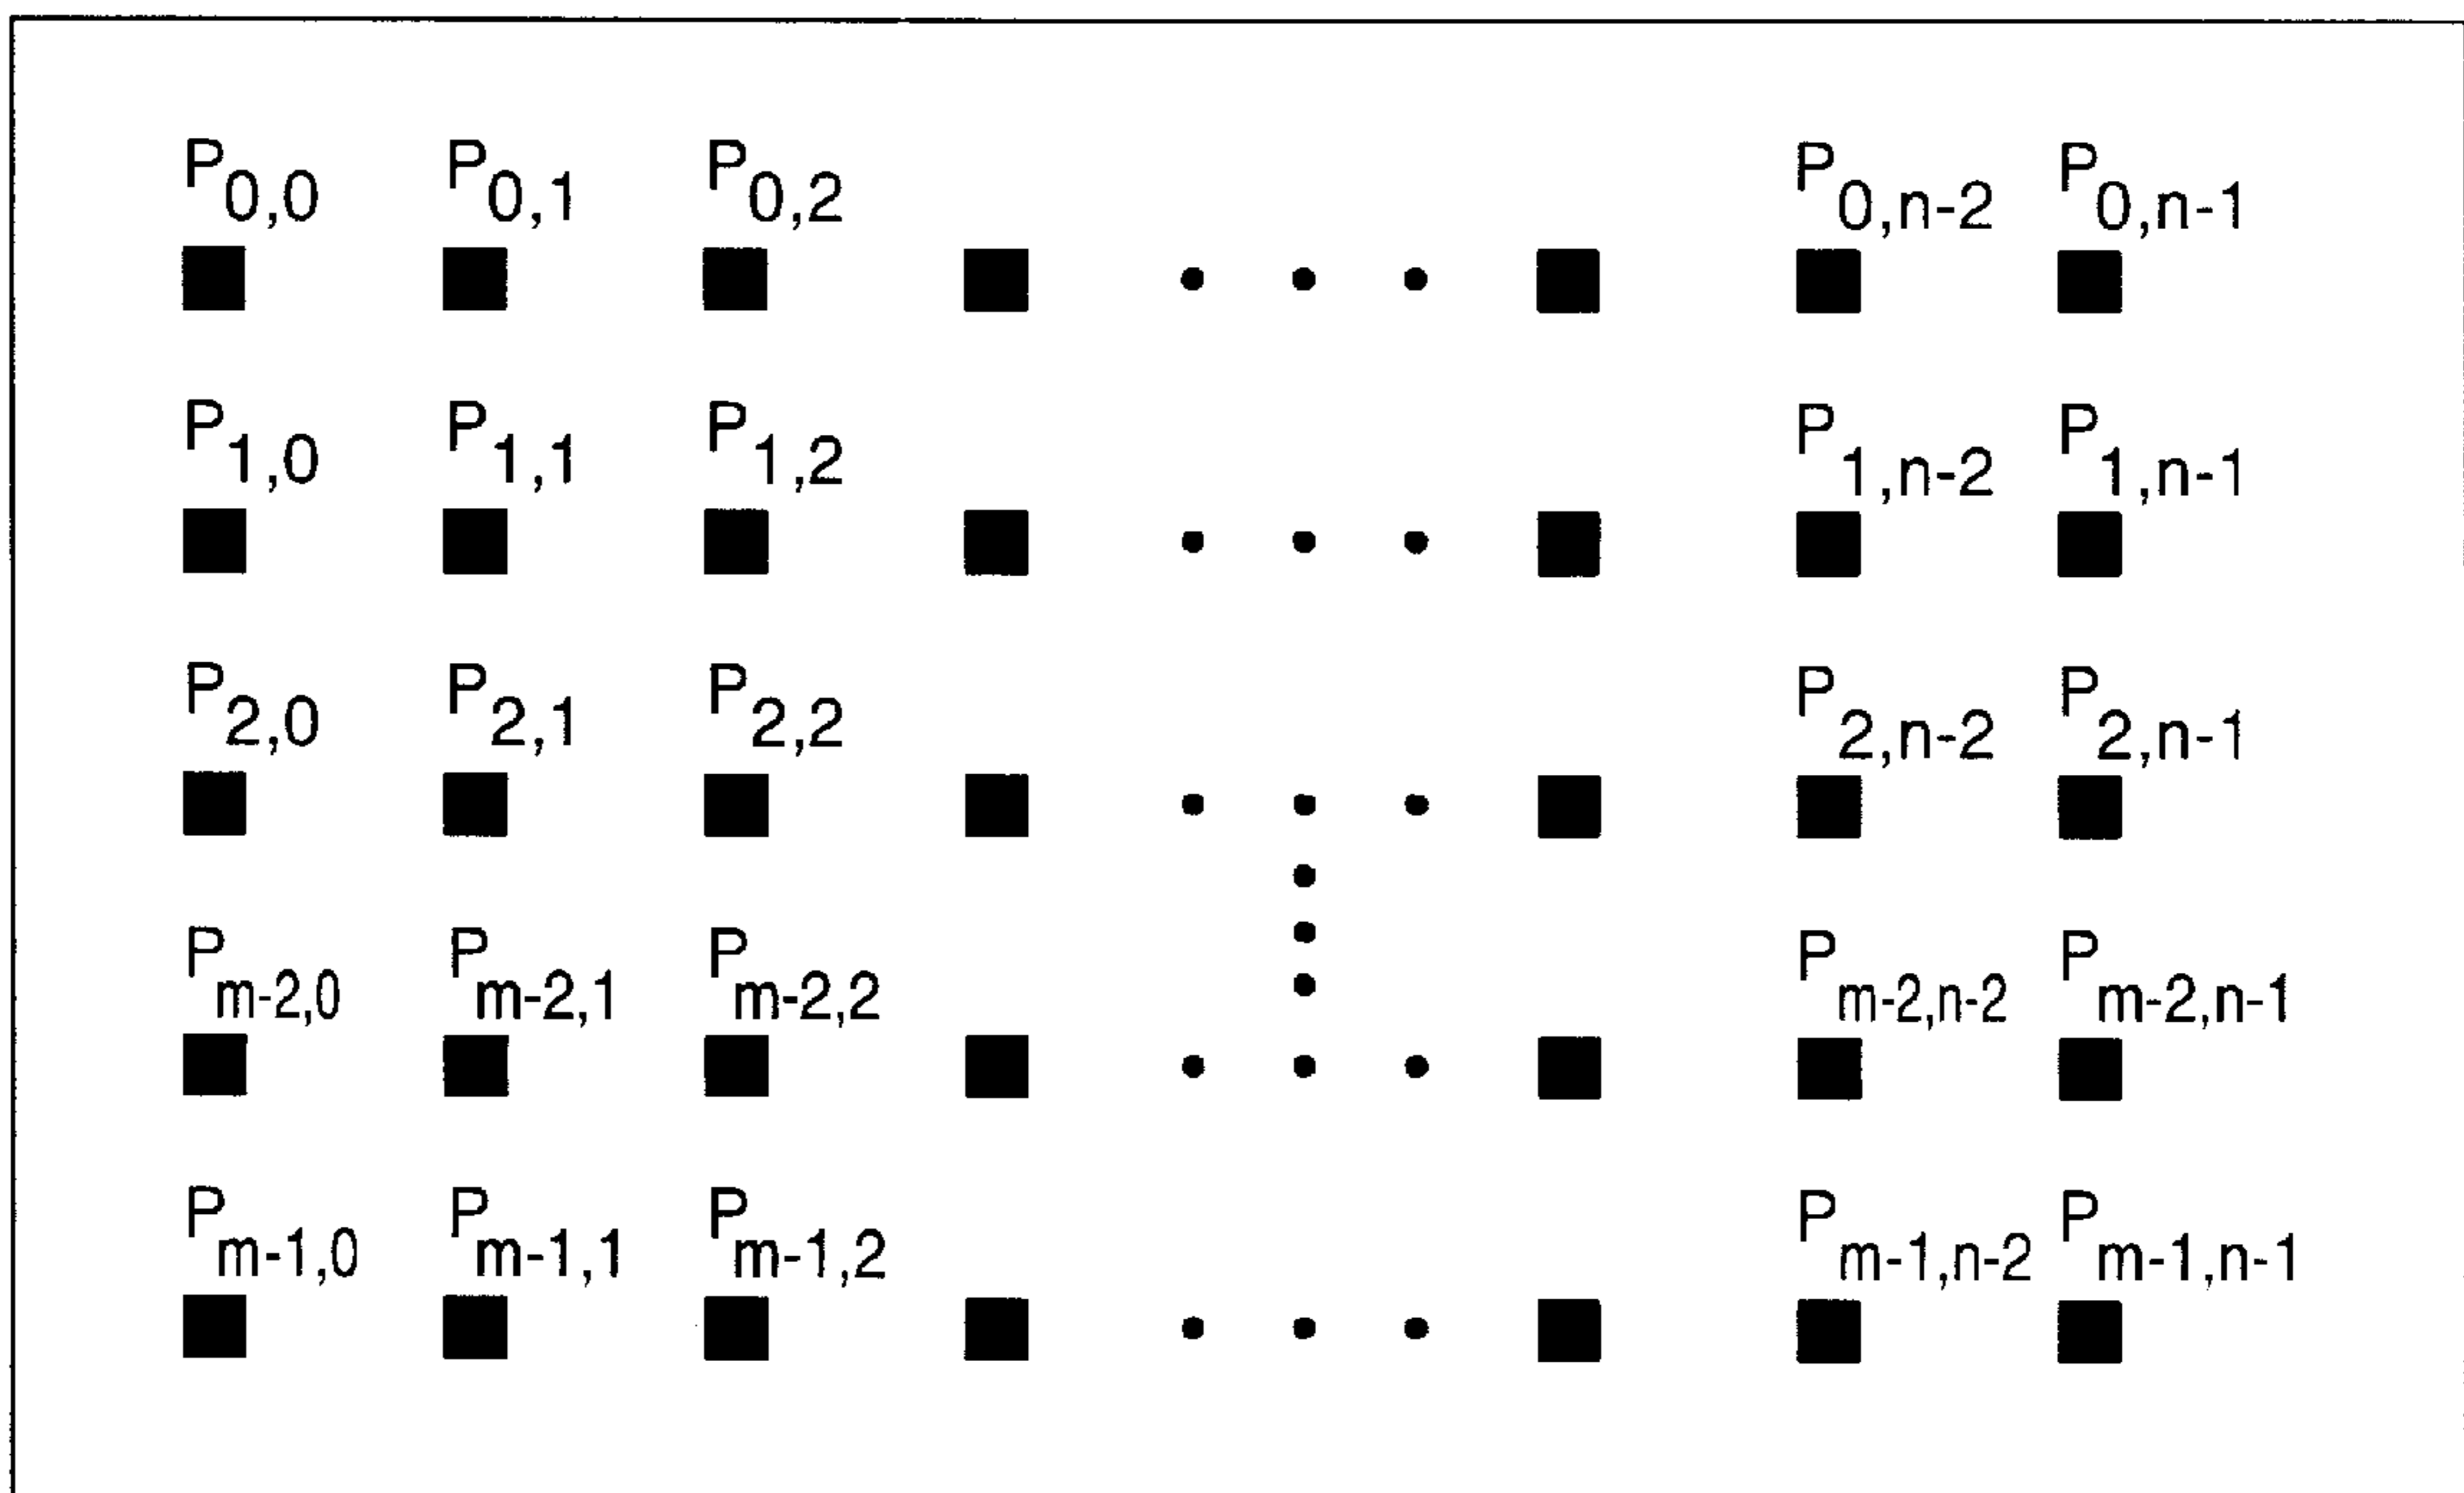 P0,0 P0,1 P0,2 P0,n-2 P0,n-1
P1,0 P1,1 P1,2 P1,n-2 P1,n-1
P2,0 P2,1 P2,2 P2,n-2 P2,n-1
Pm-2,0 Pm-2,1 Pm-2,2 Pm-2,n-2 Pm-2,n-1
Pm-1,0 Pm-1,1 Pm-1,2 Pm-1,n-2 Pm-1,n-1